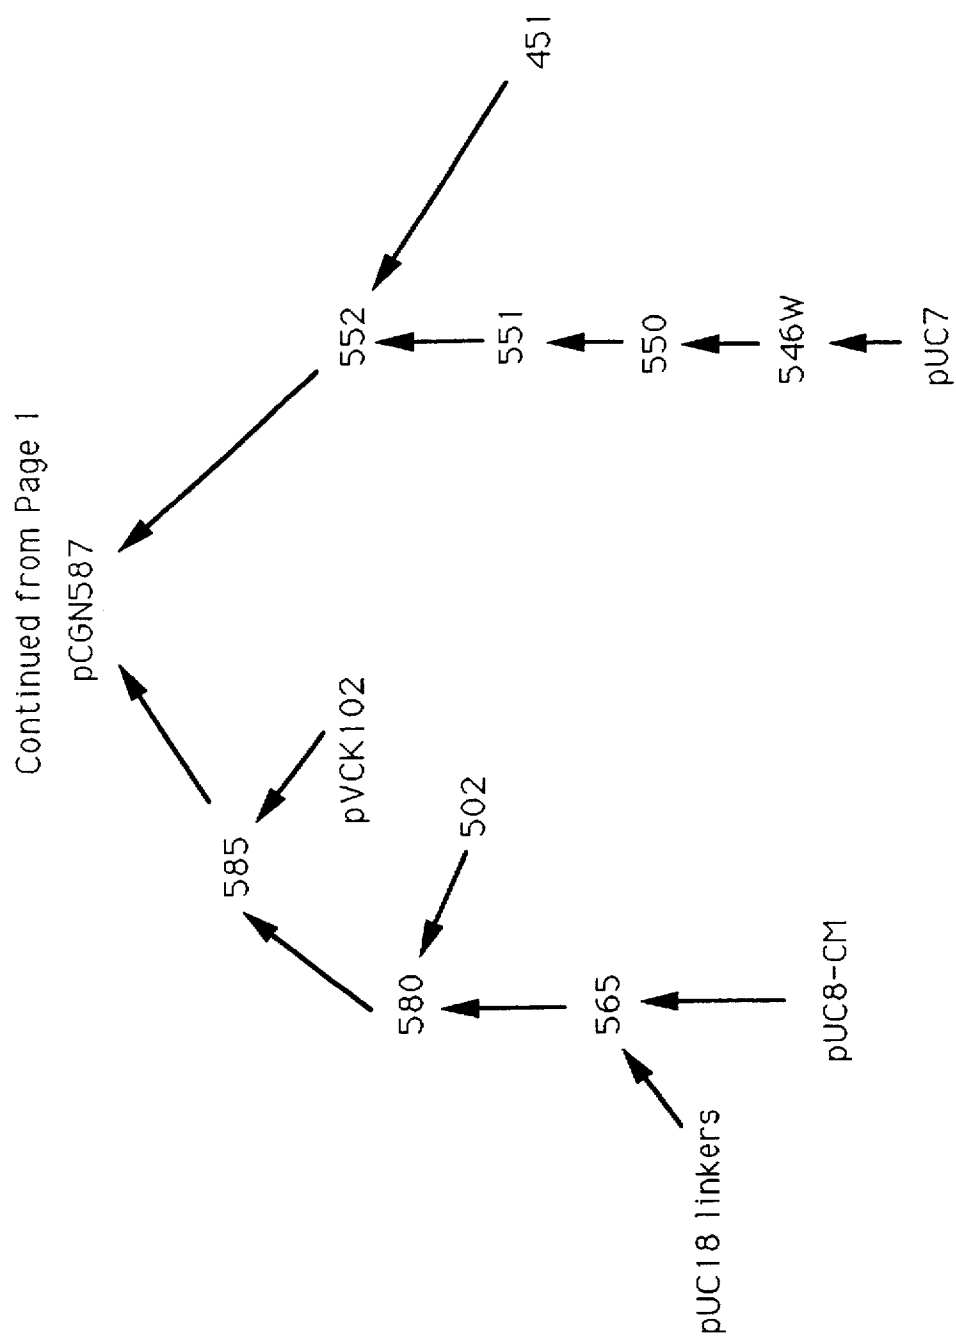 Continued from Page 1
pCGN587
585
552
pVCK102
451
580
502
551
565
550
pUC18 linkers
546W
pUC8-CM
pUC7